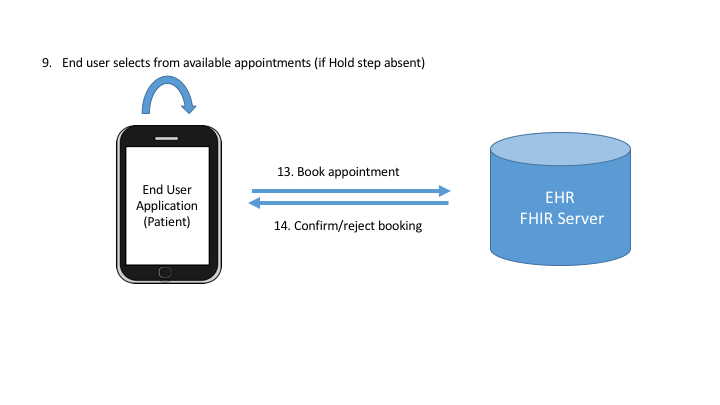 9. End user selects from available appointments (if Hold step absent)
13. Book appointment
End User
Application
(Patient)
EHR
FHIR Server
14. Confirm/reject booking